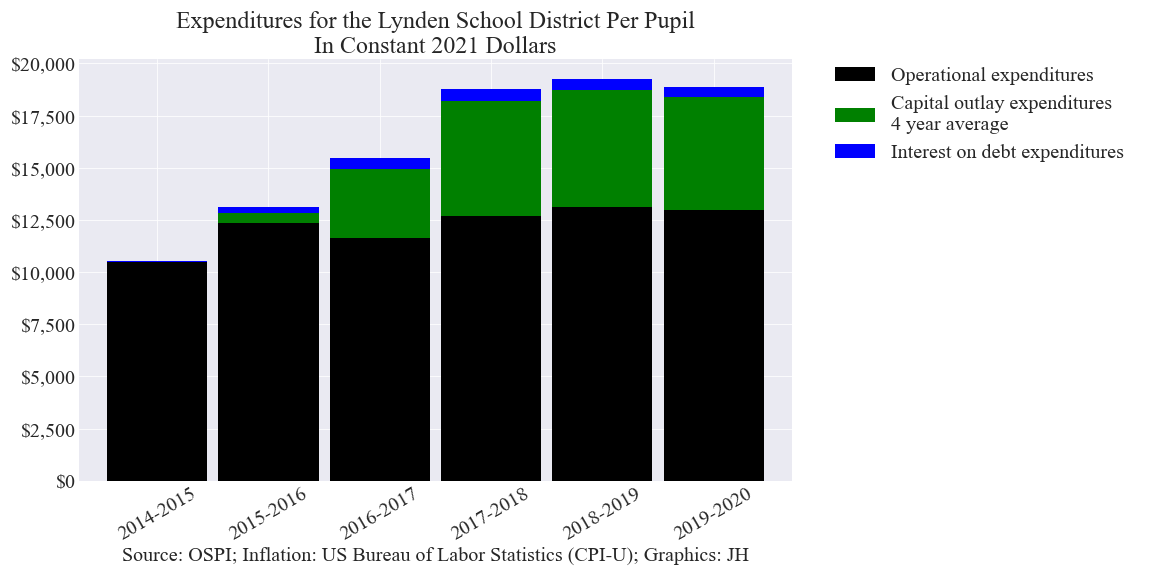 Expenditures for the Lynden School District Per Pupil
In Constant 2021 Dollars
$20,000
$17,500
$15,000
$12,500
$10,000
$7,500
$5,000
$2,500
$0
2014-2015
2015-2016
2016-2017
2017-2018
2018-2019
2019-2020
Source: OSPI; Inflation: US Bureau of Labor Statistics (CPI-U); Graphics: JH
Operational expenditures
Capital outlay expenditures
4 year average
Interest on debt expenditures